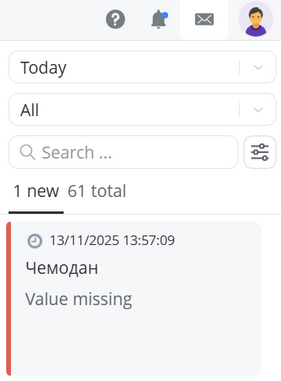 Today
All
Search ...
1 new 61 total
13/11/2025 13:57:09
Чемодан
Value missing